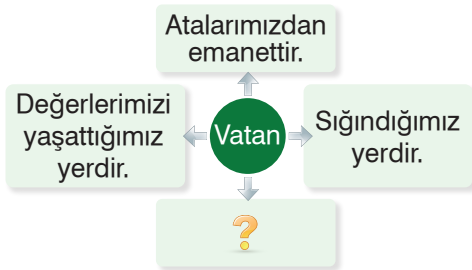 Atalarımızdan
emanettir.
Değerlerimizi
yaşattığımız
yerdir.
Vatan
Sığındığımız
yerdir.
?